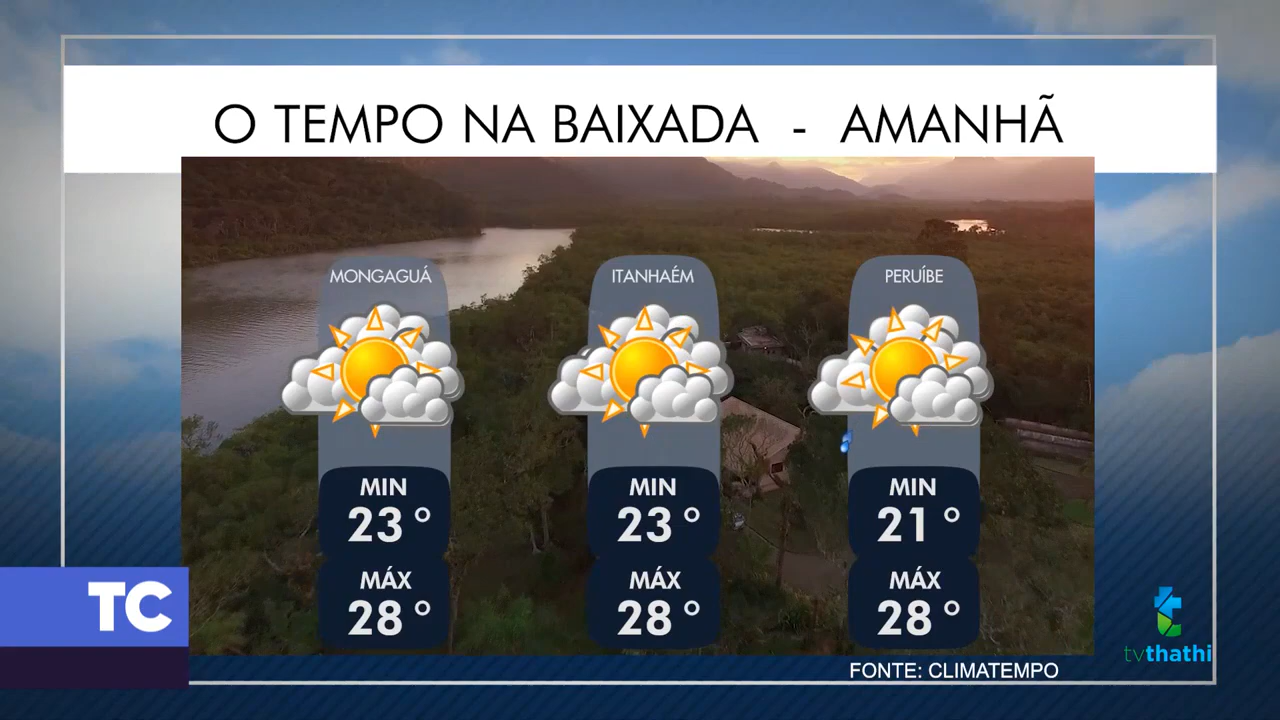 O TEMPO NA BAIXADA - AMANHÃ
MONGAGUÁ
ITANHAÉM
PERUÍBE
MIN
23°
MIN
23°
MIN
21°
MÁX
28°
MÁX
28°
MÁX
28°
TC
tvthathi
FONTE: CLIMATEMPO